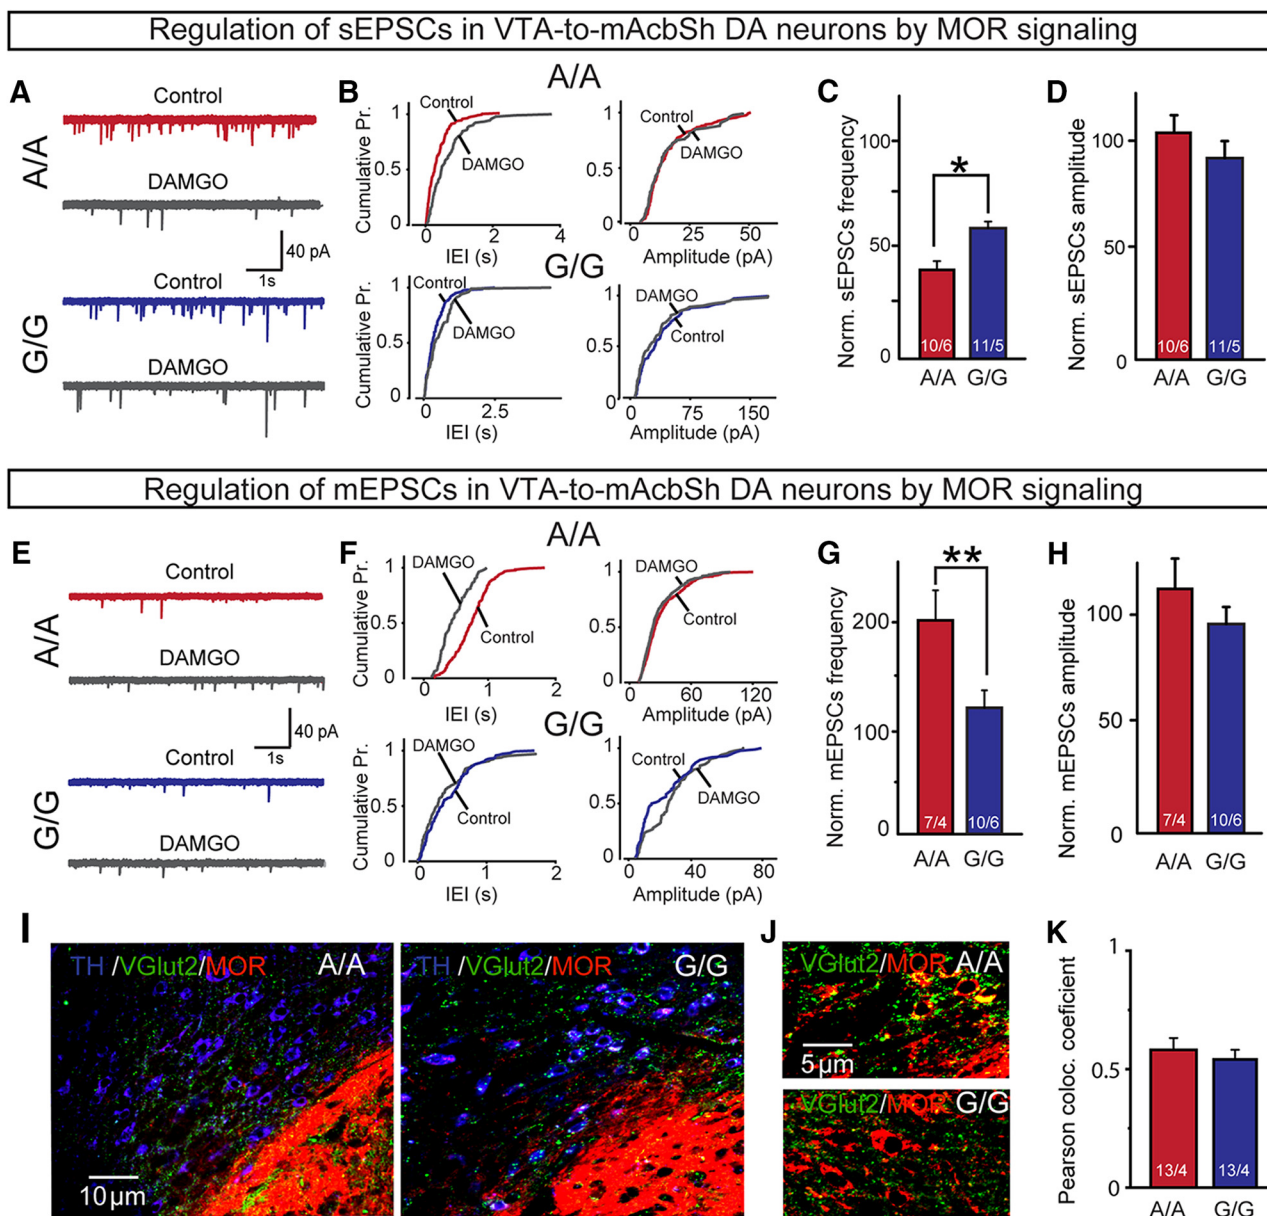 Regulation of sEPSCs in VTA-to-mAcbSh DA neurons by MOR signaling
A
A/A
Control
DAMGO
40 pA
1s
G/G
Control
DAMGO
B
A/A
Cumulative Pr.
1
0.5
0
Control
DAMGO
0
2
4
IEI (s)
1
0.5
0
Control
DAMGO
0
25
50
Amplitude (pA)
G/G
Cumulative Pr.
1
0.5
0
Control
DAMGO
0
2.5
IEI (s)
1
0.5
0
DAMGO
Control
0
75
150
Amplitude (pA)
C
Norm. sEPSCs frequency
100
50
0
*
10/6
11/5
A/A
G/G
D
Norm. sEPSCs amplitude
100
50
0
10/6
11/5
A/A
G/G
Regulation of mEPSCs in VTA-to-mAcbSh DA neurons by MOR signaling
E
A/A
Control
DAMGO
40 pA
1s
G/G
Control
DAMGO
F
A/A
Cumulative Pr.
1
0.5
0
DAMGO
Control
0
1
2
IEI (s)
1
0.5
0
DAMGO
Control
0
60
120
Amplitude (pA)
G/G
Cumulative Pr.
1
0.5
0
DAMGO
Control
0
1
2
IEI (s)
1
0.5
0
Control
DAMGO
0
40
80
Amplitude (pA)
G
Norm. mEPSCs frequency
200
100
0
**
7/4
10/6
A/A
G/G
H
Norm. mEPSCs amplitude
100
50
0
7/4
10/6
A/A
G/G
I
TH /VGlut2/MOR
A/A
10 µm
TH /VGlut2/MOR
G/G
J
VGlut2/MOR A/A
5 µm
VGlut2/MOR G/G
K
Pearson coloc. coeficient
1
0.5
0
13/4
13/4
A/A
G/G